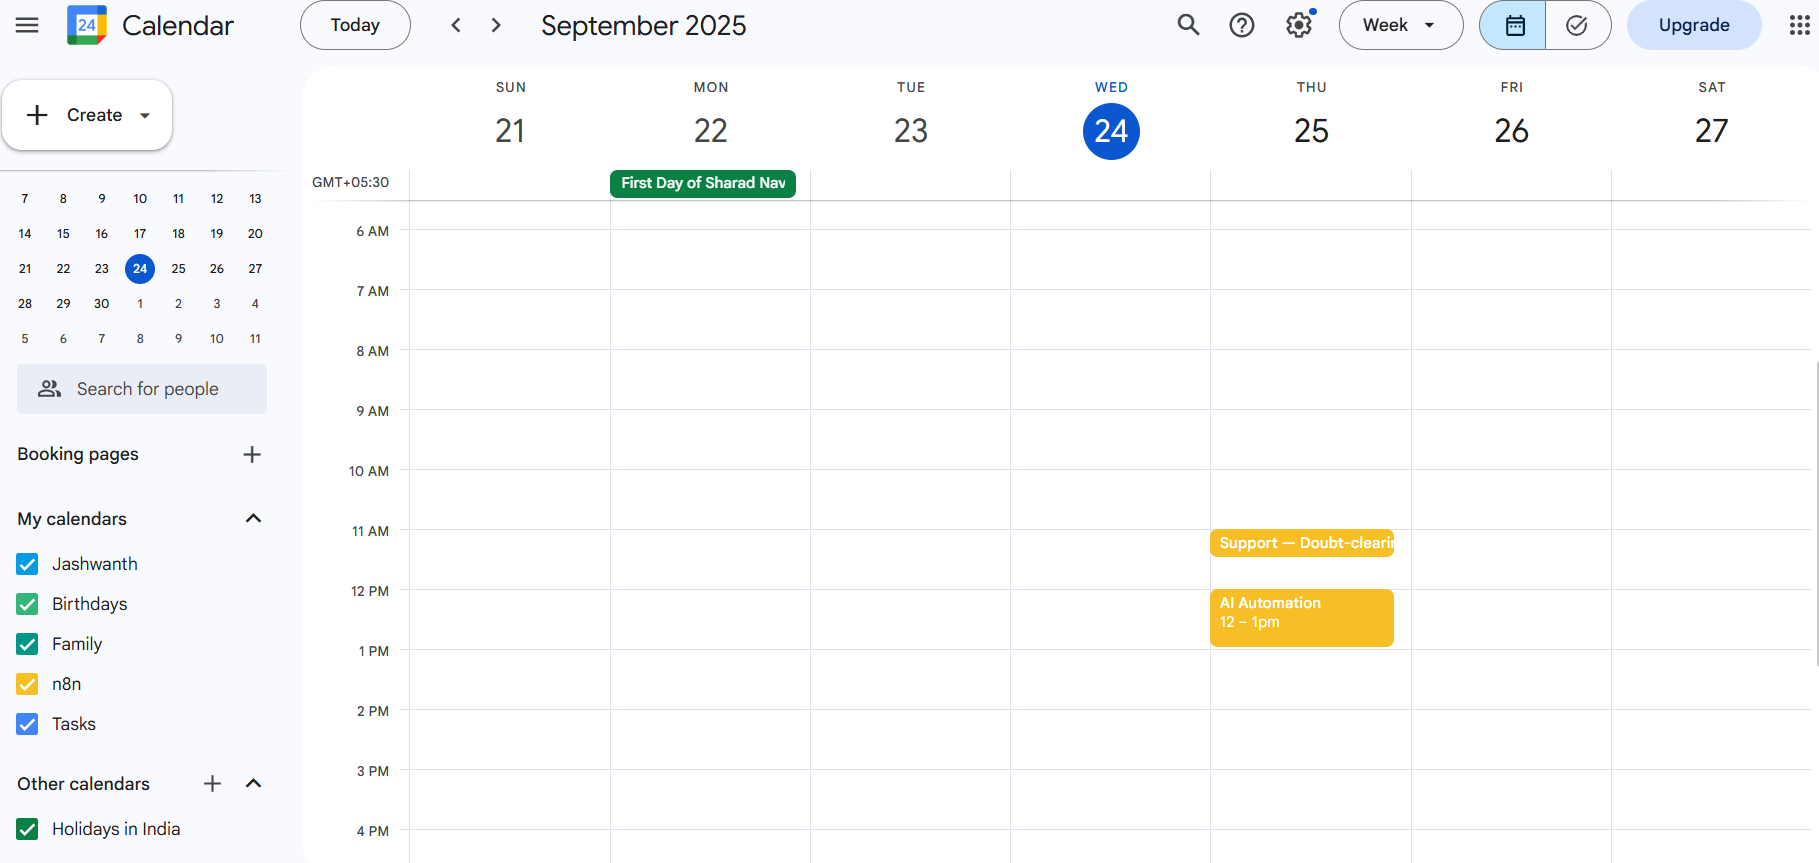 24 Calendar
Today
September 2025
Week
Upgrade
Create
7 8 9 10 11 12 13
14 15 16 17 18 19 20
21 22 23 24 25 26 27
28 29 30 1 2 3 4
5 6 7 8 9 10 11
Search for people
Booking pages
My calendars
Jashwanth
Birthdays
Family
n8n
Tasks
Other calendars
Holidays in India
SUN MON TUE WED THU FRI SAT
21 22 23 24 25 26 27
GMT+05:30
First Day of Sharad Nav
6 AM
7 AM
8 AM
9 AM
10 AM
11 AM
Support — Doubt-clearin
12 PM
AI Automation
12 – 1pm
1 PM
2 PM
3 PM
4 PM